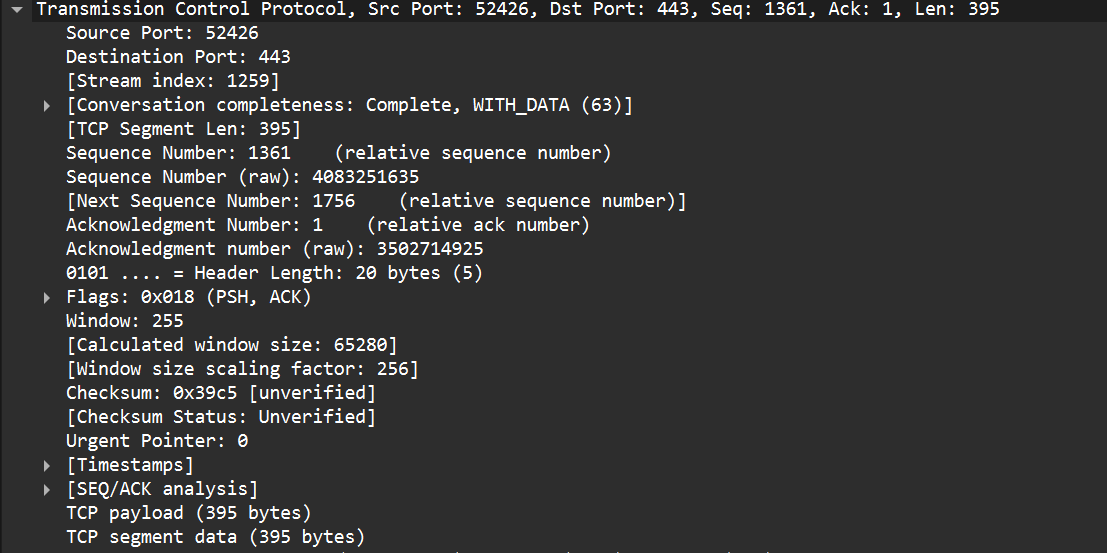 Transmission Control Protocol, Src Port: 52426, Dst Port: 443, Seq: 1361, Ack: 1, Len: 395
Source Port: 52426
Destination Port: 443
[Stream index: 1259]
[Conversation completeness: Complete, WITH_DATA (63)]
[TCP Segment Len: 395]
Sequence Number: 1361    (relative sequence number)
Sequence Number (raw): 4083251635
[Next Sequence Number: 1756    (relative sequence number)]
Acknowledgment Number: 1    (relative ack number)
Acknowledgment number (raw): 3502714925
0101 .... = Header Length: 20 bytes (5)
Flags: 0x018 (PSH, ACK)
Window: 255
[Calculated window size: 65280]
[Window size scaling factor: 256]
Checksum: 0x39c5 [unverified]
[Checksum Status: Unverified]
Urgent Pointer: 0
[Timestamps]
[SEQ/ACK analysis]
TCP payload (395 bytes)
TCP segment data (395 bytes)